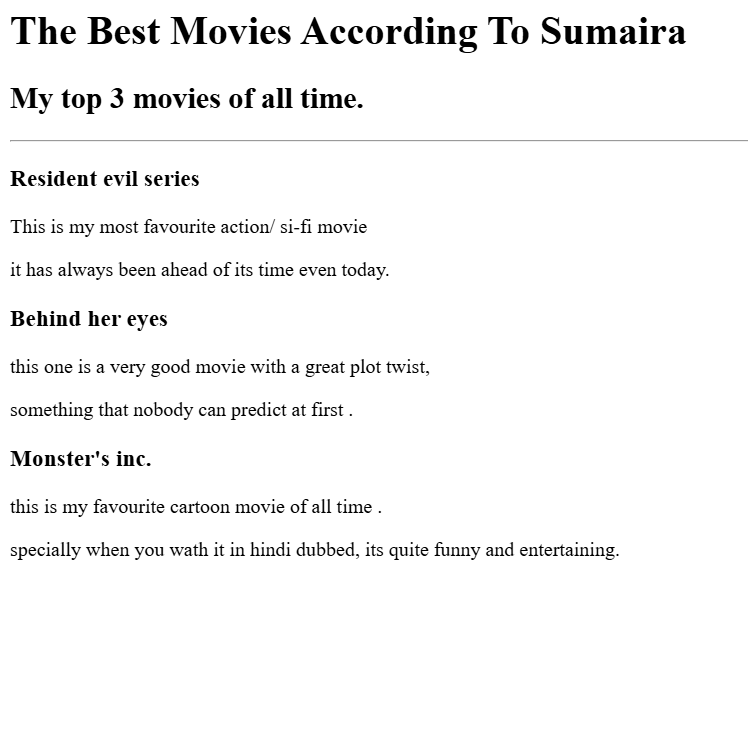 The Best Movies According To Sumaira
My top 3 movies of all time.
Resident evil series
This is my most favourite action/ si-fi movie
it has always been ahead of its time even today.
Behind her eyes
this one is a very good movie with a great plot twist,
something that nobody can predict at first .
Monster's inc.
this is my favourite cartoon movie of all time .
specially when you wath it in hindi dubbed, its quite funny and entertaining.